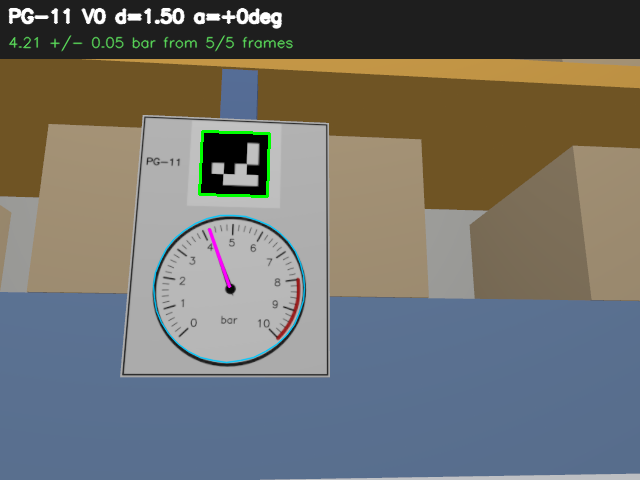 PG-11 V0 d=1.50 a=+0deg
4.21 +/- 0.05 bar from 5/5 frames
PG-11
0 1 2 3 4 5 6 7 8 9 10
bar